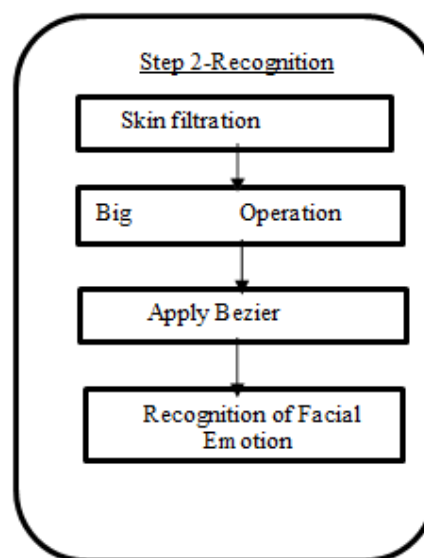 Step 2-Recognition
Skin filtration
Big Operation
Apply Bezier
Recognition of Facial
Emotion